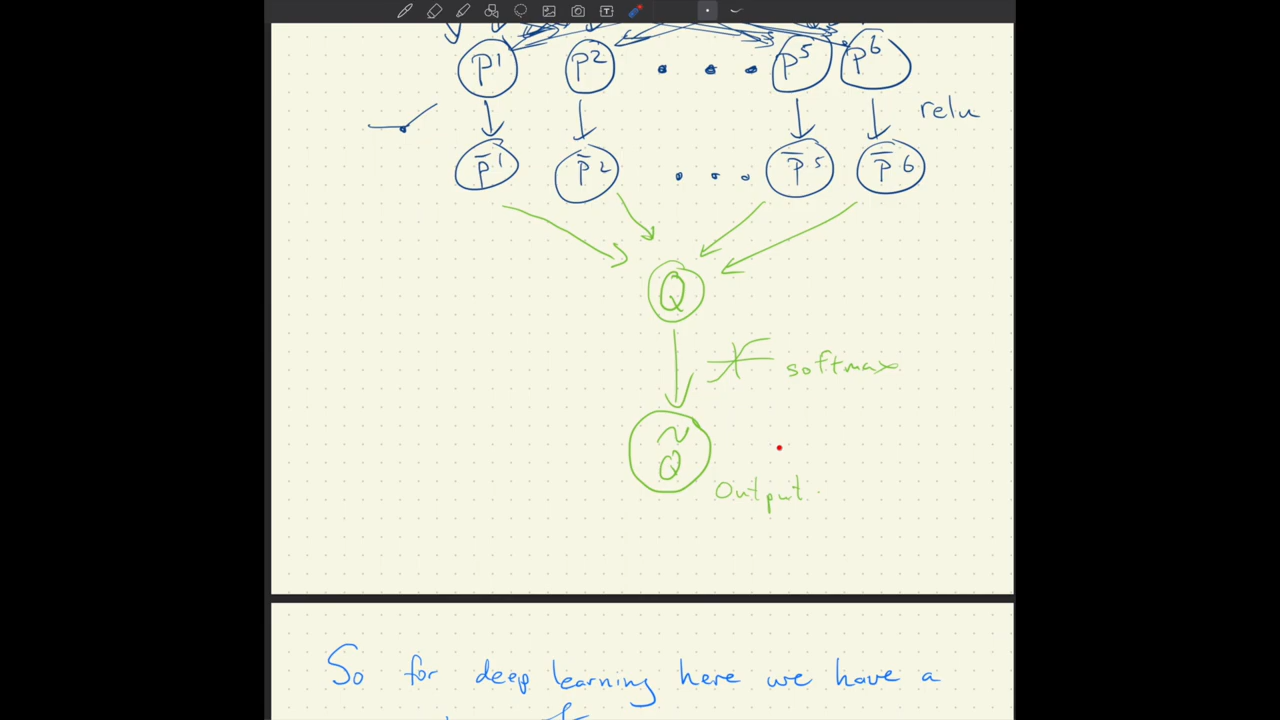 p1 p2 p5 p6
relu
p̄1 p̄2 p̄5 p̄6
Q
softmax
Q̃
Output
So for deep learning here we have a